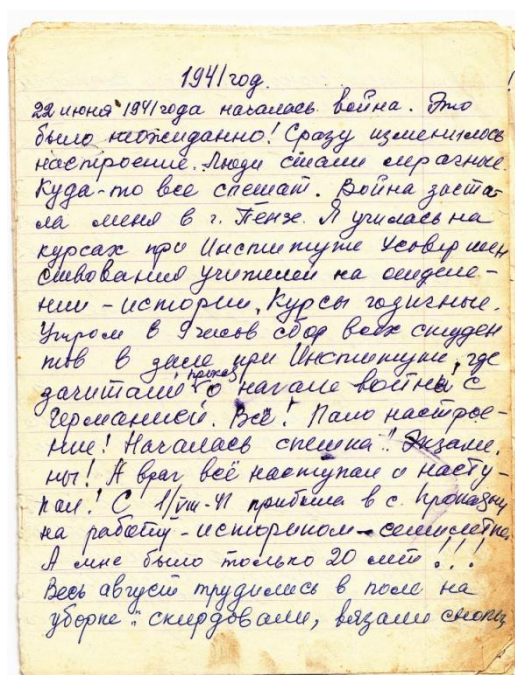 1941 год.
22 июня 1941 года началась война. Это
было неожиданно! Сразу изменилось
настроение. Люди стали мрачные.
Куда-то все спешат. Война заста-
ла меня в г. Пензе. Я училась на
курсах при Институте Усовершен
ствования учителей на отделе-
нии - истории. Курсы годичные.
Утром в 9 часов сбор всех студен
тов в зале при Институте, где
зачитали приказ о начале войны с
Германией. Всё! Пало настрое-
ние! Началась спешка!! Экзаме-
ны! А враг всё наступал и насту-
пал! С 1/VIII-41 прибыла в с.
на работу - историком - семилетка.
А мне было только 20 лет!!!
Весь август трудились в поле на
уборке: скирдовали, вязали снопы